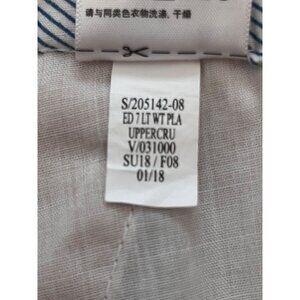 请与同类色衣物洗涤, 干燥
S/205142-08
ED 7 LT WT PLA
UPPERCRU
V/031000
SU18 / F08
01/18